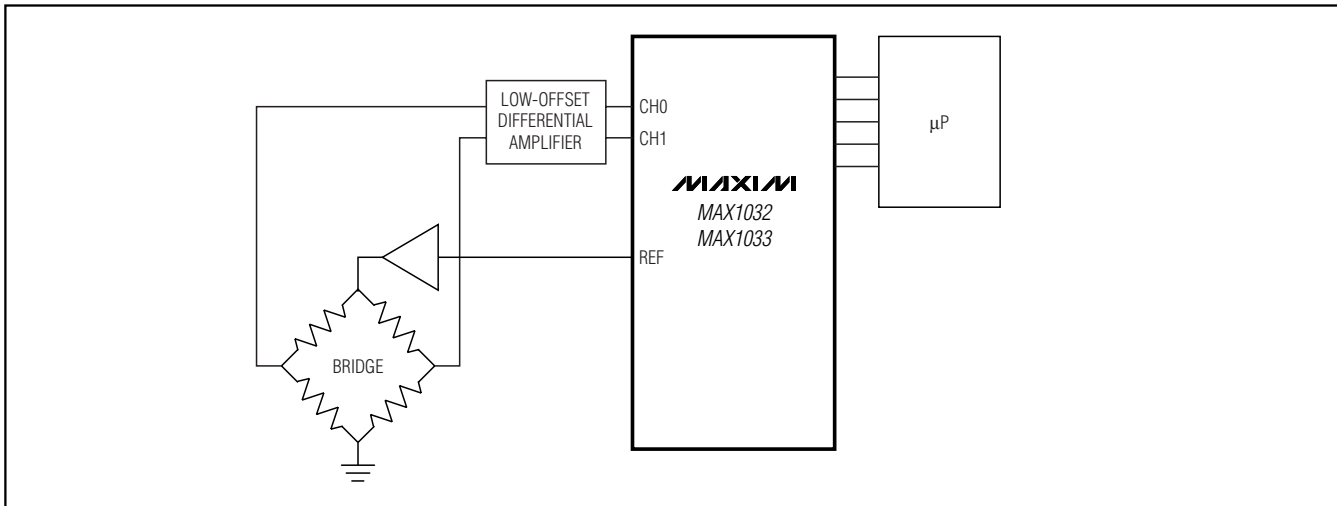 LOW-OFFSET
DIFFERENTIAL
AMPLIFIER
CH0
CH1
μP
MAXIM
MAX1032
MAX1033
REF
BRIDGE